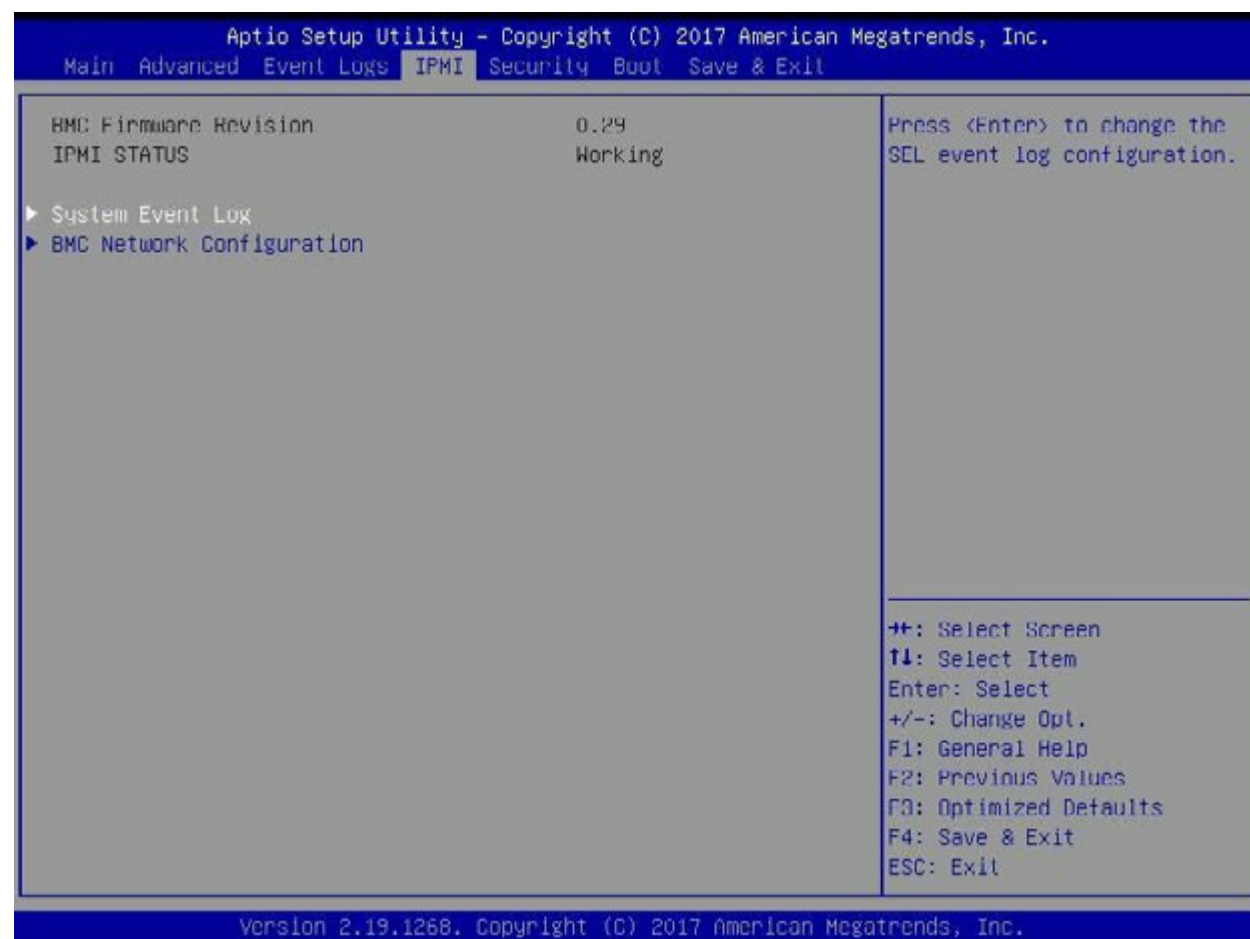 Aptio Setup Utility – Copyright (C) 2017 American Megatrends, Inc.
Main Advanced Event Logs IPMI Security Boot Save & Exit
BMC Firmware Revision 0.29
IPMI STATUS Working
System Event Log
BMC Network Configuration
Press <Enter> to change the
SEL event log configuration.
→←: Select Screen
↑↓: Select Item
Enter: Select
+/-: Change Opt.
F1: General Help
F2: Previous Values
F3: Optimized Defaults
F4: Save & Exit
ESC: Exit
Version 2.19.1268. Copyright (C) 2017 American Megatrends, Inc.